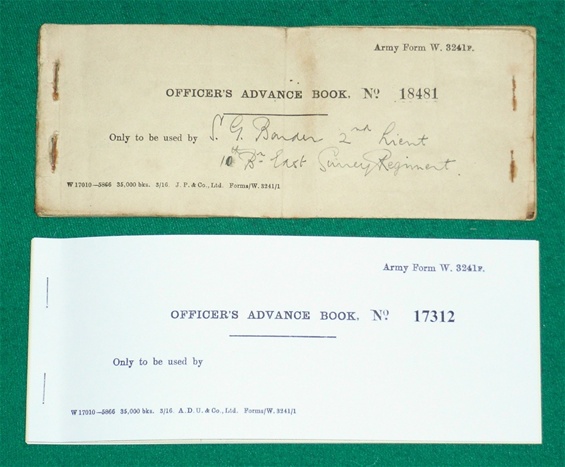 Army Form W. 3241F.
OFFICER'S ADVANCE BOOK. No 18481
Only to be used by S. G. 2nd Lieut
10th Bn East Surrey Regiment.
W 17010—5866 35,000 bks. 3/16 J. P. & Co., Ltd. Forms/W. 3241/1
Army Form W. 3241F.
OFFICER'S ADVANCE BOOK. No 17312
Only to be used by
W 17010—5866 35,000 bks. 3/16 A. D. U. & Co., Ltd. Forms/W. 3241/1